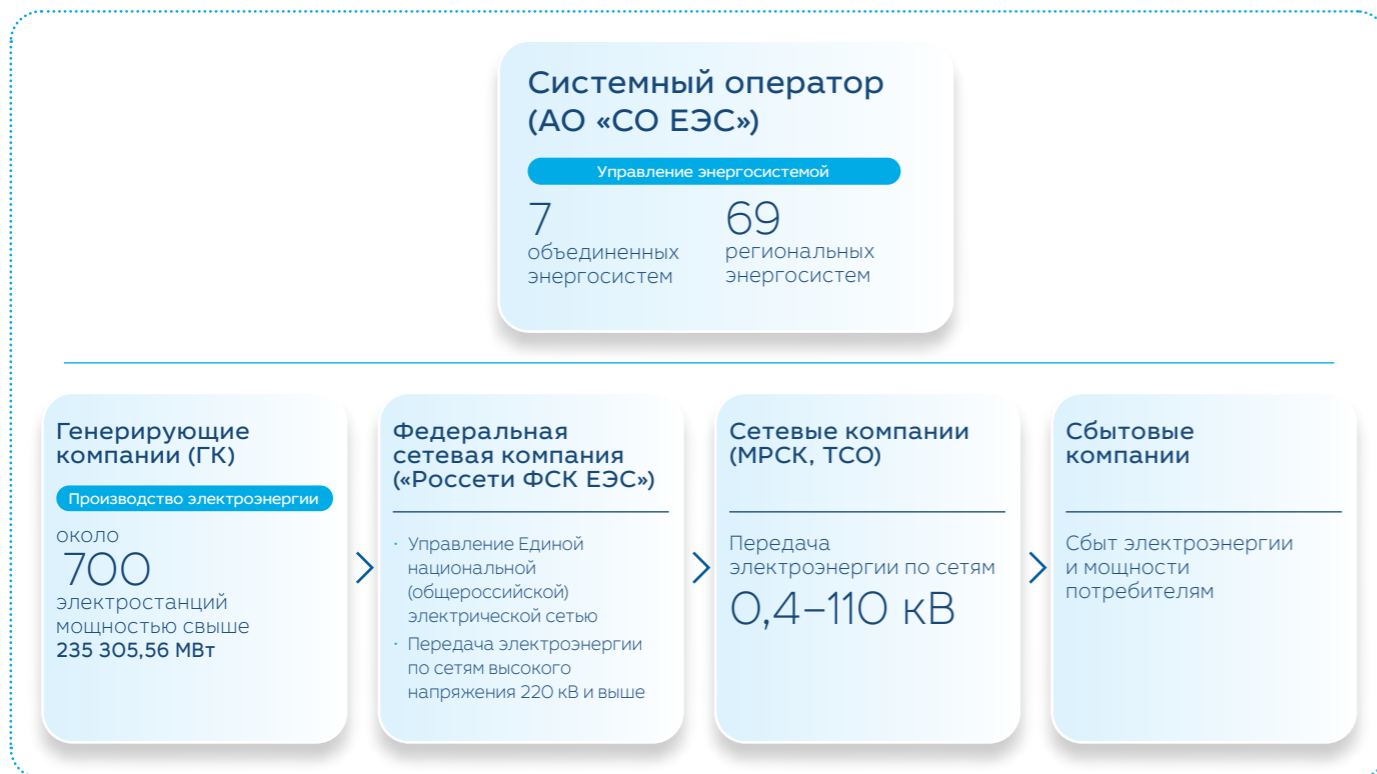 Системный оператор
(АО «СО ЕЭС»)
Управление энергосистемой
7
объединенных
энергосистем
69
региональных
энергосистем
Генерирующие
компании (ГК)
Производство электроэнергии
около
700
электростанций
мощностью свыше
235 305,56 МВт
Федеральная
сетевая компания
(«Россети ФСК ЕЭС»)
· Управление Единой
национальной
(общероссийской)
электрической сетью
· Передача электроэнергии
по сетям высокого
напряжения 220 кВ и выше
Сетевые компании
(МРСК, ТСО)
Передача
электроэнергии по сетям
0,4–110 кВ
Сбытовые
компании
Сбыт электроэнергии
и мощности
потребителям